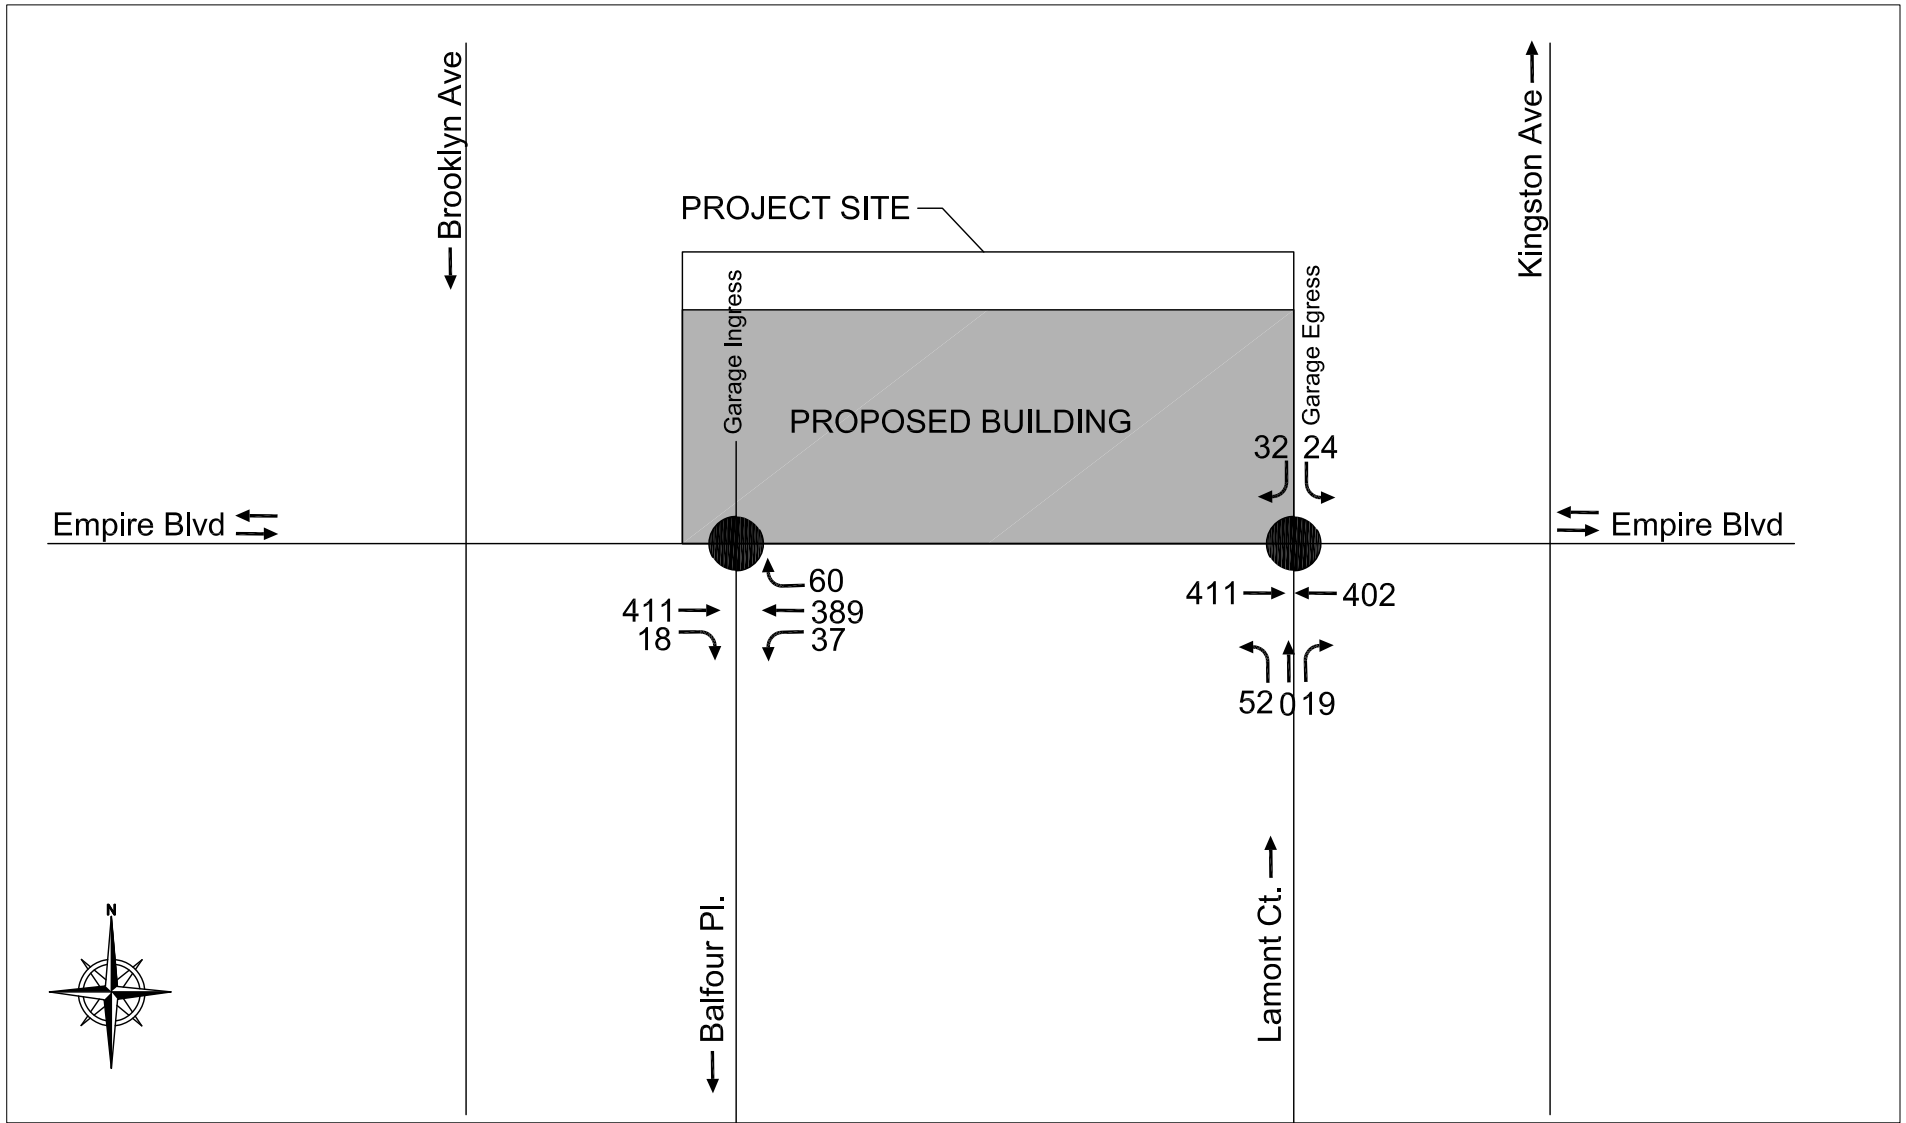 Brooklyn Ave
Kingston Ave
PROJECT SITE
Garage Ingress
Garage Egress
PROPOSED BUILDING
32 24
Empire Blvd
Empire Blvd
60
411 389
18 37
411 402
52 0 19
Balfour Pl.
Lamont Ct.
N